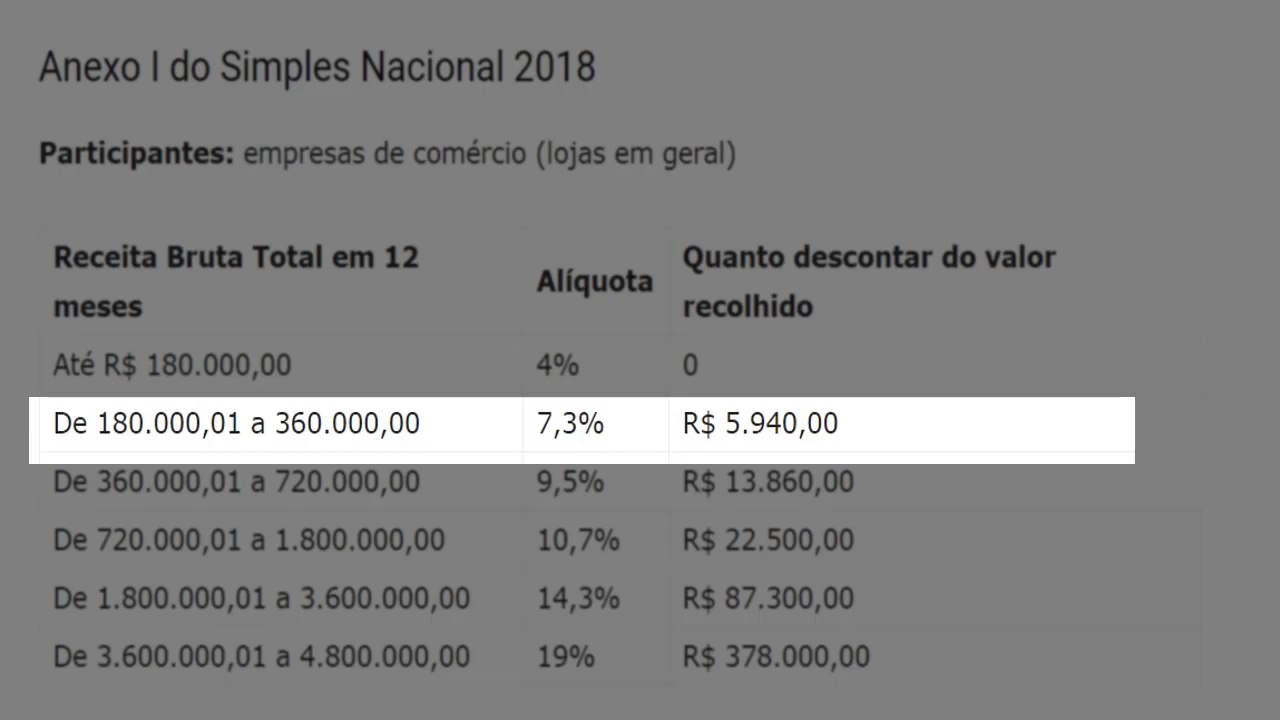 Anexo I do Simples Nacional 2018
Participantes: empresas de comércio (lojas em geral)
Receita Bruta Total em 12 meses Alíquota Quanto descontar do valor recolhido
Até R$ 180.000,00 4% 0
De 180.000,01 a 360.000,00 7,3% R$ 5.940,00
De 360.000,01 a 720.000,00 9,5% R$ 13.860,00
De 720.000,01 a 1.800.000,00 10,7% R$ 22.500,00
De 1.800.000,01 a 3.600.000,00 14,3% R$ 87.300,00
De 3.600.000,01 a 4.800.000,00 19% R$ 378.000,00